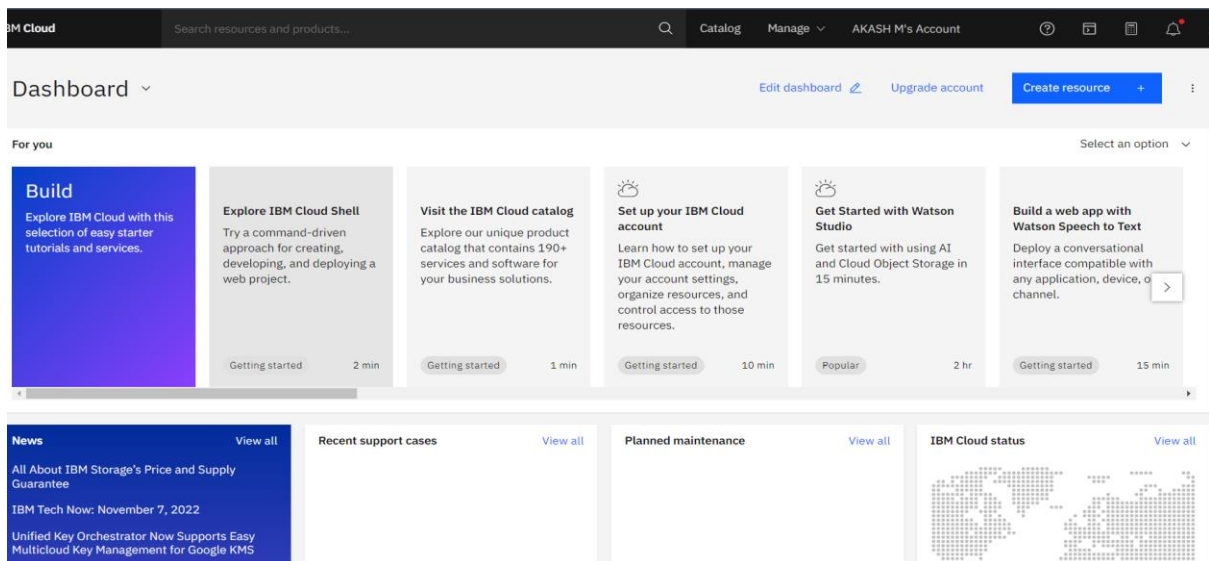 BM Cloud
Search resources and products...
Catalog
Manage
AKASH M's Account
Dashboard
Edit dashboard
Upgrade account
Create resource +
For you
Select an option
Build
Explore IBM Cloud with this
selection of easy starter
tutorials and services.
Explore IBM Cloud Shell
Try a command-driven
approach for creating,
developing, and deploying a
web project.
Getting started
2 min
Visit the IBM Cloud catalog
Explore our unique product
catalog that contains 190+
services and software for
your business solutions.
Getting started
1 min
Set up your IBM Cloud
account
Learn how to set up your
IBM Cloud account, manage
your account settings,
organize resources, and
control access to those
resources.
Getting started
10 min
Get Started with Watson
Studio
Get started with using AI
and Cloud Object Storage in
15 minutes.
Popular
2 hr
Build a web app with
Watson Speech to Text
Deploy a conversational
interface compatible with
any application, device, o
channel.
Getting started
15 min
News
View all
All About IBM Storage's Price and Supply
Guarantee
IBM Tech Now: November 7, 2022
Unified Key Orchestrator Now Supports Easy
Multicloud Key Management for Google KMS
Recent support cases
View all
Planned maintenance
View all
IBM Cloud status
View all